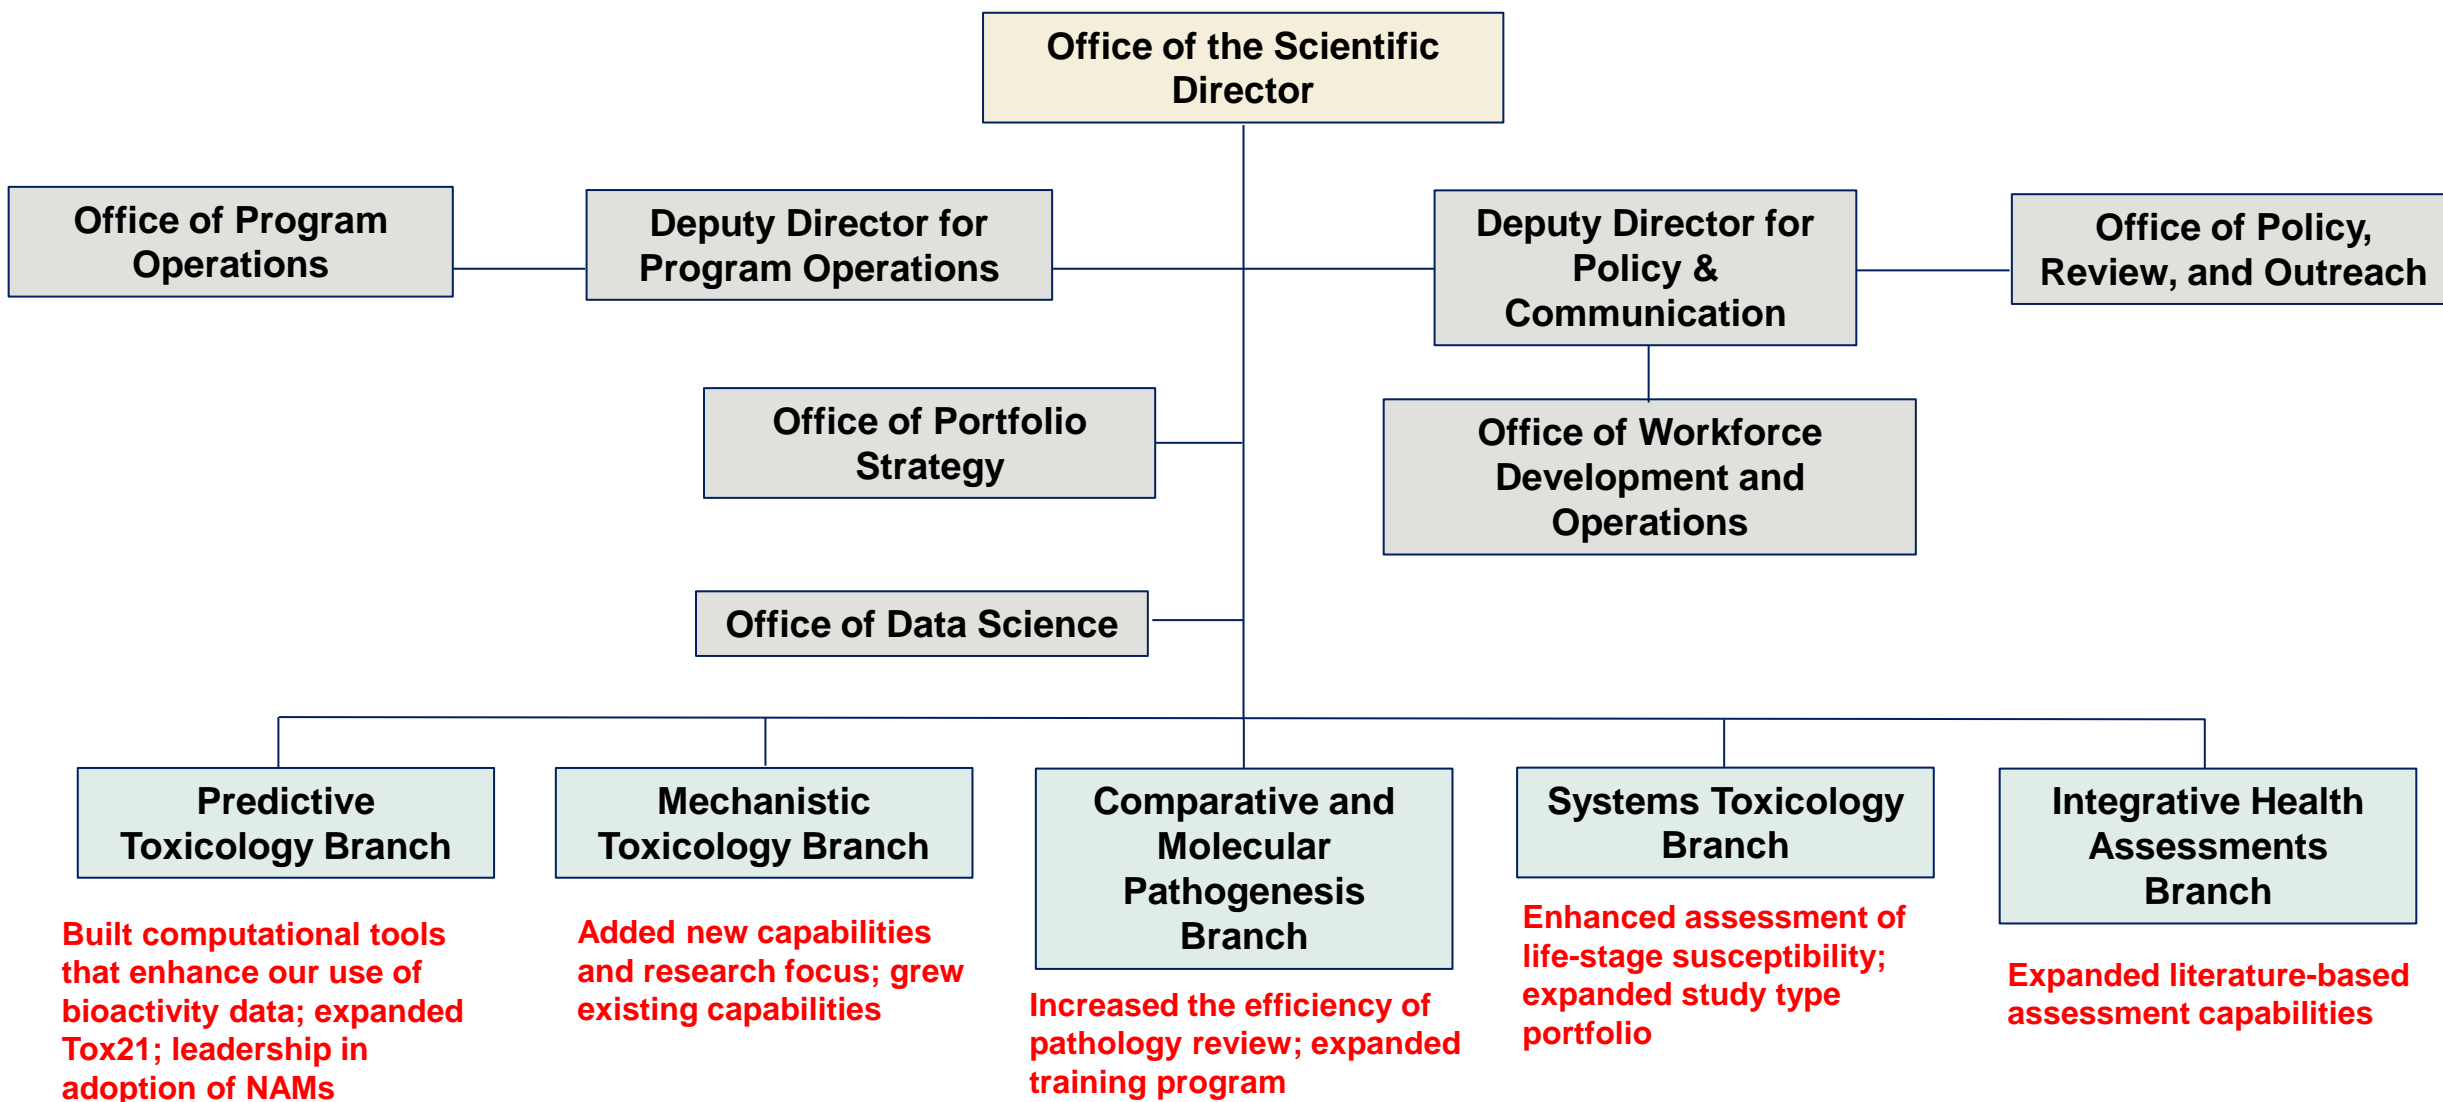 Office of the Scientific
Director
Office of Program
Operations
Deputy Director for
Program Operations
Deputy Director for
Policy &
Communication
Office of Policy,
Review, and Outreach
Office of Portfolio
Strategy
Office of Workforce
Development and
Operations
Office of Data Science
Predictive
Toxicology Branch
Mechanistic
Toxicology Branch
Comparative and
Molecular
Pathogenesis
Branch
Systems Toxicology
Branch
Integrative Health
Assessments
Branch
Built computational tools
that enhance our use of
bioactivity data; expanded
Tox21; leadership in
adoption of NAMs
Added new capabilities
and research focus; grew
existing capabilities
Increased the efficiency of
pathology review; expanded
training program
Enhanced assessment of
life-stage susceptibility;
expanded study type
portfolio
Expanded literature-based
assessment capabilities